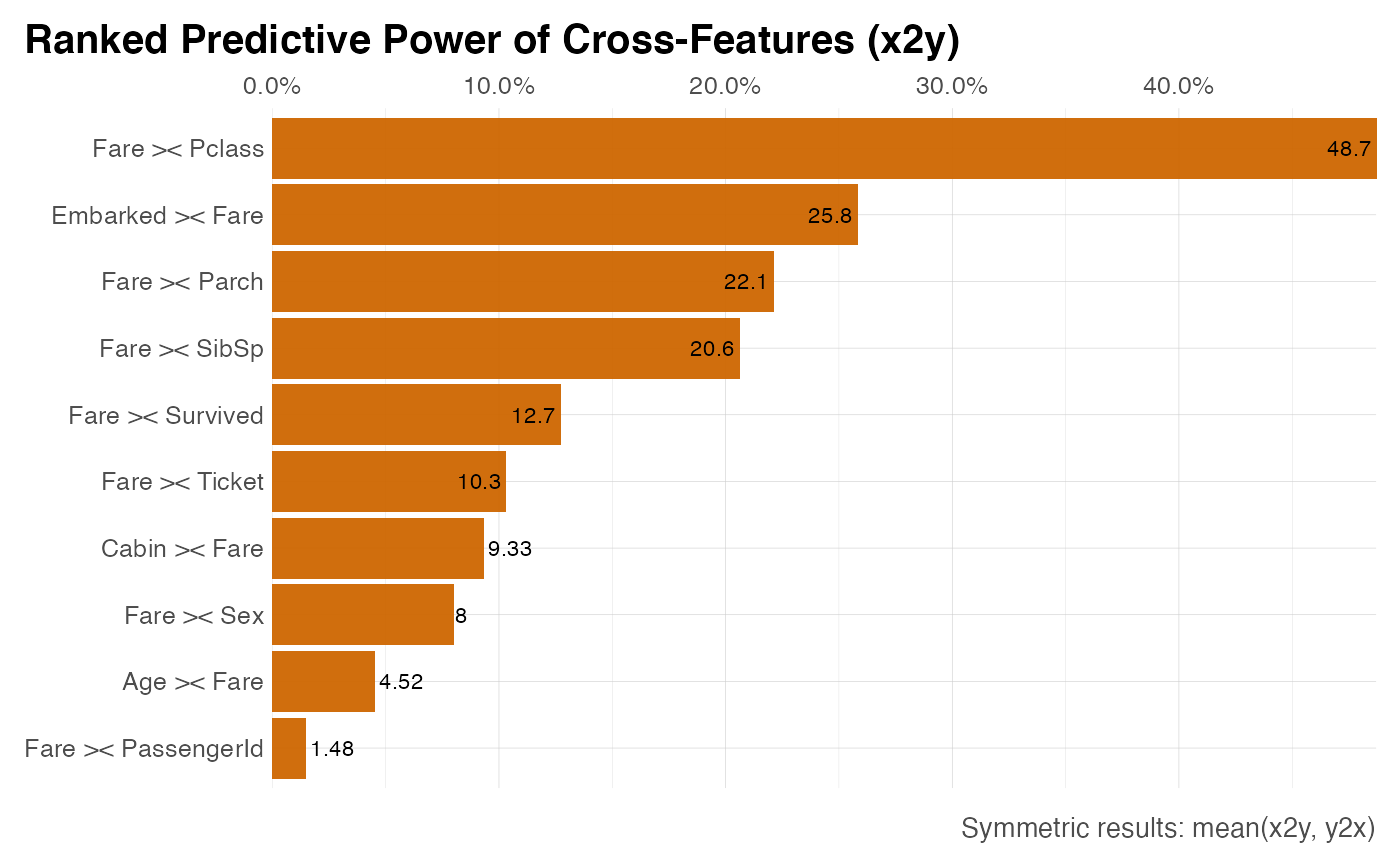 Ranked Predictive Power of Cross-Features (x2y)
0.0% 10.0% 20.0% 30.0% 40.0%
Fare >< Pclass 48.7
Embarked >< Fare 25.8
Fare >< Parch 22.1
Fare >< SibSp 20.6
Fare >< Survived 12.7
Fare >< Ticket 10.3
Cabin >< Fare 9.33
Fare >< Sex 8
Age >< Fare 4.52
Fare >< PassengerId 1.48
Symmetric results: mean(x2y, y2x)